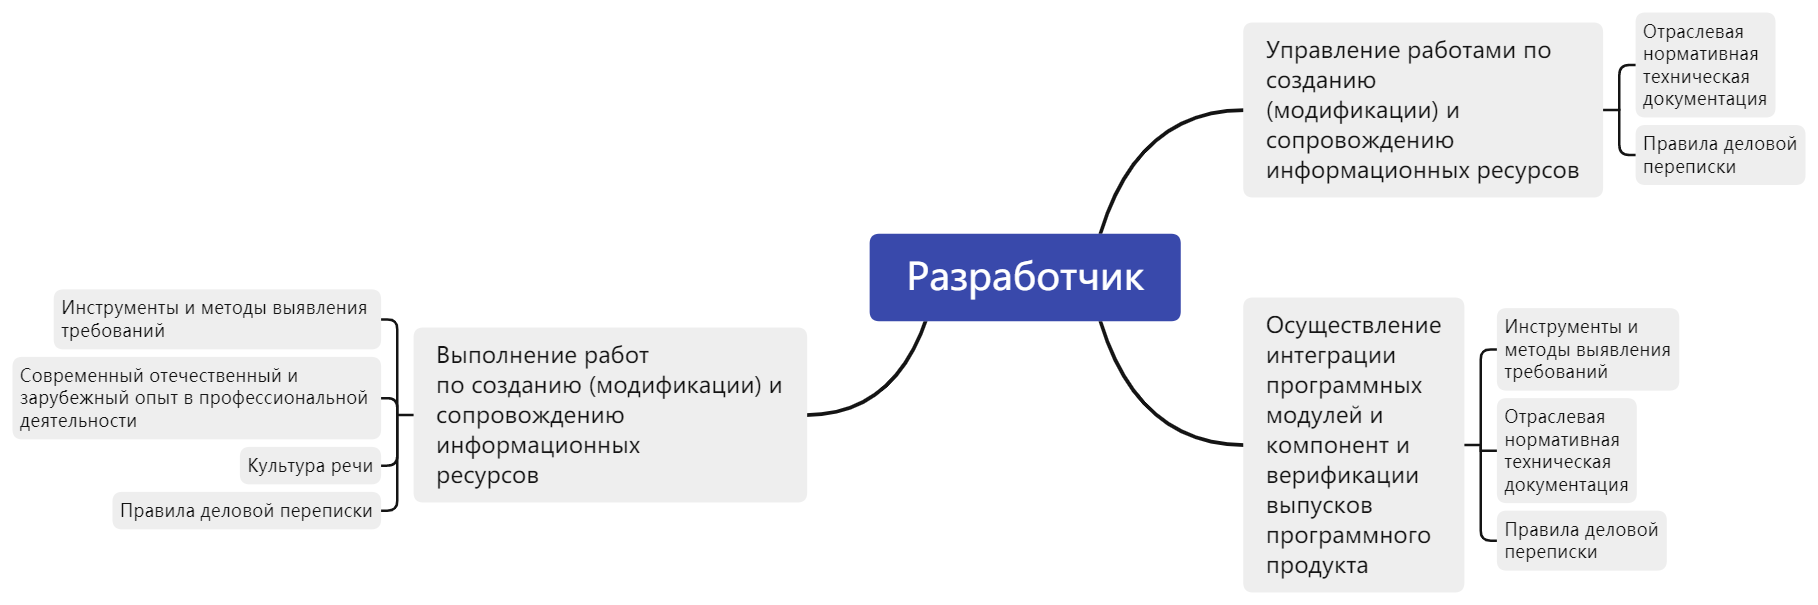 Разработчик
Управление работами по
созданию
(модификации) и
сопровождению
информационных ресурсов
Отраслевая
нормативная
техническая
документация
Правила деловой
переписки
Осуществление
интеграции
программных
модулей и
компонент и
верификации
выпусков
программного
продукта
Инструменты и
методы выявления
требований
Отраслевая
нормативная
техническая
документация
Правила деловой
переписки
Выполнение работ
по созданию (модификации) и
сопровождению
информационных
ресурсов
Инструменты и методы выявления
требований
Современный отечественный и
зарубежный опыт в профессиональной
деятельности
Культура речи
Правила деловой переписки